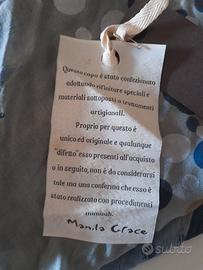 Questo capo è stato confezionato
adottando rifiniture speciali e
materiali sottoposti a trattamenti
artigianali.
Proprio per questo è
unico ed originale e qualunque
"difetto" esso presenti all'acquisto
o in seguito, non è da considerarsi
tale ma una conferma che esso è
stato realizzato con procedimenti
manuali.
Manila Grace
subito